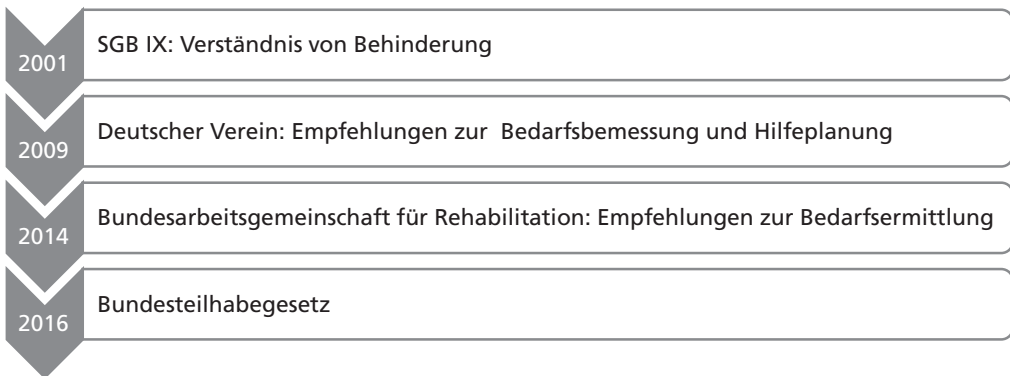 2001
SGB IX: Verständnis von Behinderung
2009
Deutscher Verein: Empfehlungen zur Bedarfsbemessung und Hilfeplanung
2014
Bundesarbeitsgemeinschaft für Rehabilitation: Empfehlungen zur Bedarfsermittlung
2016
Bundesteilhabegesetz